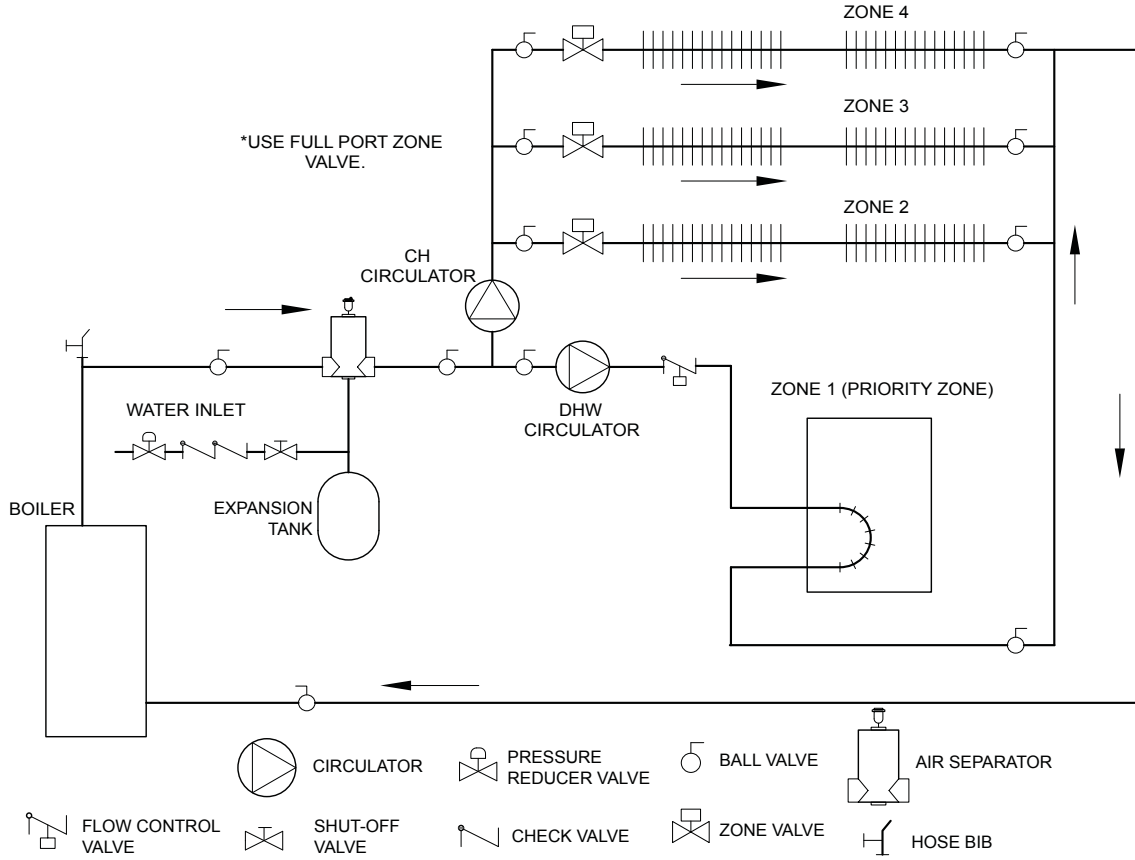 ZONE 4
ZONE 3
*USE FULL PORT ZONE
VALVE.
ZONE 2
CH
CIRCULATOR
ZONE 1 (PRIORITY ZONE)
WATER INLET
DHW
CIRCULATOR
BOILER
EXPANSION
TANK
CIRCULATOR
PRESSURE
REDUCER VALVE
BALL VALVE
AIR SEPARATOR
FLOW CONTROL
VALVE
SHUT-OFF
VALVE
CHECK VALVE
ZONE VALVE
HOSE BIB